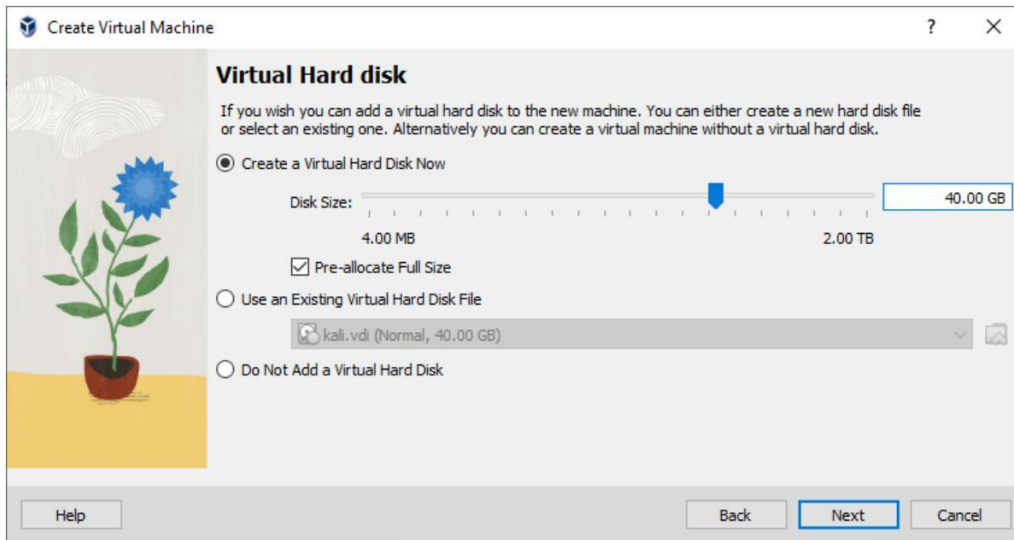 Create Virtual Machine
?
Virtual Hard disk
If you wish you can add a virtual hard disk to the new machine. You can either create a new hard disk file
or select an existing one. Alternatively you can create a virtual machine without a virtual hard disk.
Create a Virtual Hard Disk Now
Disk Size:
40.00 GB
4.00 MB
2.00 TB
Pre-allocate Full Size
Use an Existing Virtual Hard Disk File
kali.vdi (Normal, 40.00 GB)
Do Not Add a Virtual Hard Disk
Help
Back
Next
Cancel